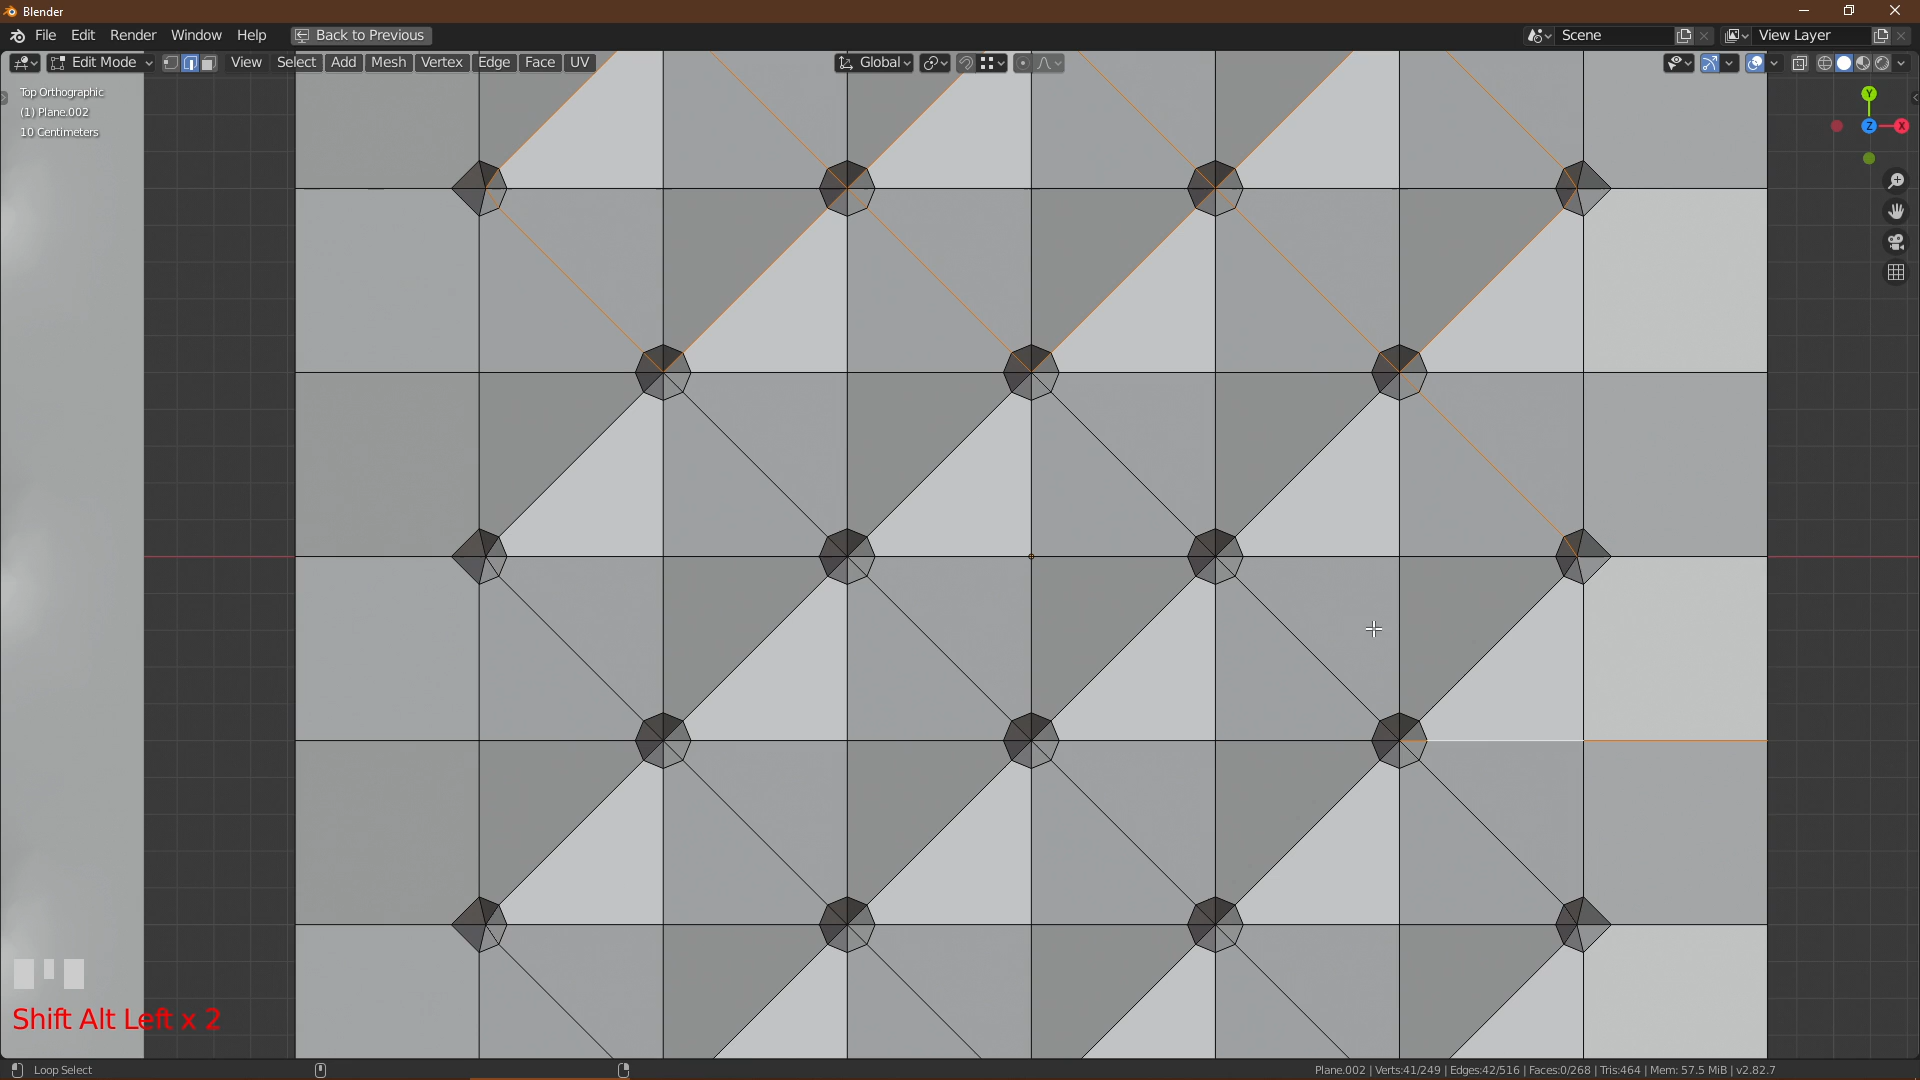 Blender
File Edit Render Window Help Back to Previous Scene View Layer
Edit Mode View Select Add Mesh Vertex Edge Face UV Global
Top Orthographic
(1) Plane.002
10 Centimeters
Y
Z X
Shift Alt Left x 2
Loop Select Plane.002 | Verts:41/249 | Edges:42/516 | Faces:0/268 | Tris:464 | Mem: 57.5 MiB | v2.82.7